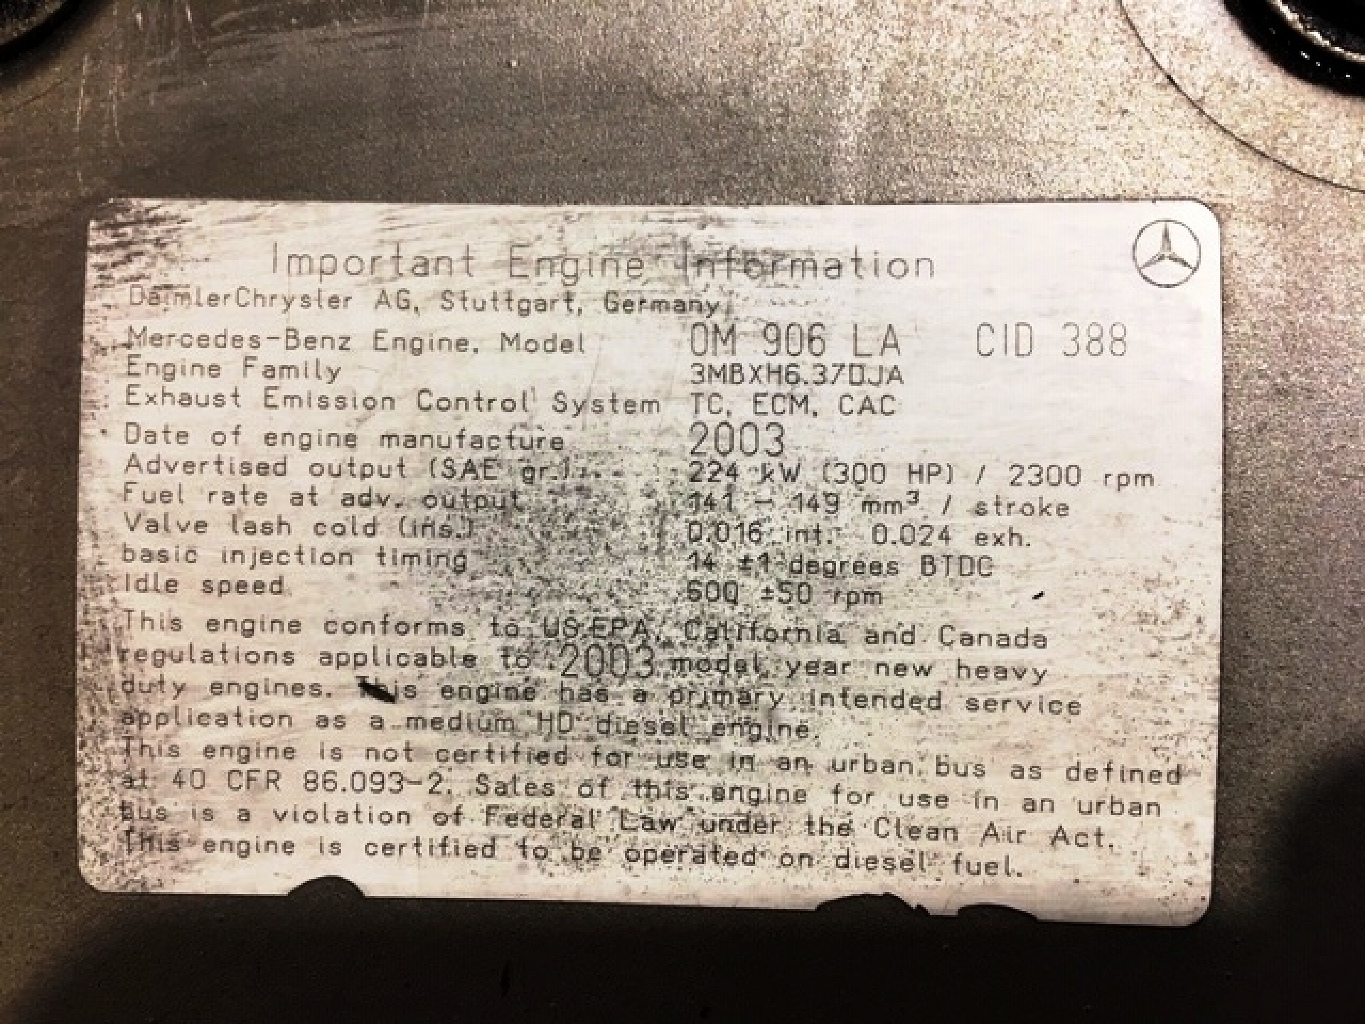 Important Engine Information
DaimlerChrysler AG, Stuttgart, Germany
Mercedes-Benz Engine, Model OM 906 LA CID 388
Engine Family 3MBXH6.37DJA
Exhaust Emission Control System TC, ECM, CAC
Date of engine manufacture 2003
Advertised output (SAE gr.) 224 kW (300 HP) / 2300 rpm
Fuel rate at adv. output 141 - 149 mm³ / stroke
Valve lash cold (ins.) 0.016 int. 0.024 exh.
basic injection timing 14 ±1 degrees BTDC
Idle speed 600 ±50 rpm
This engine conforms to US EPA, California and Canada
regulations applicable to 2003 model year new heavy
duty engines. This engine has a primary intended service
application as a medium HD diesel engine.
This engine is not certified for use in an urban bus as defined
at 40 CFR 86.093-2. Sales of this engine for use in an urban
bus is a violation of Federal Law under the Clean Air Act.
This engine is certified to be operated on diesel fuel.